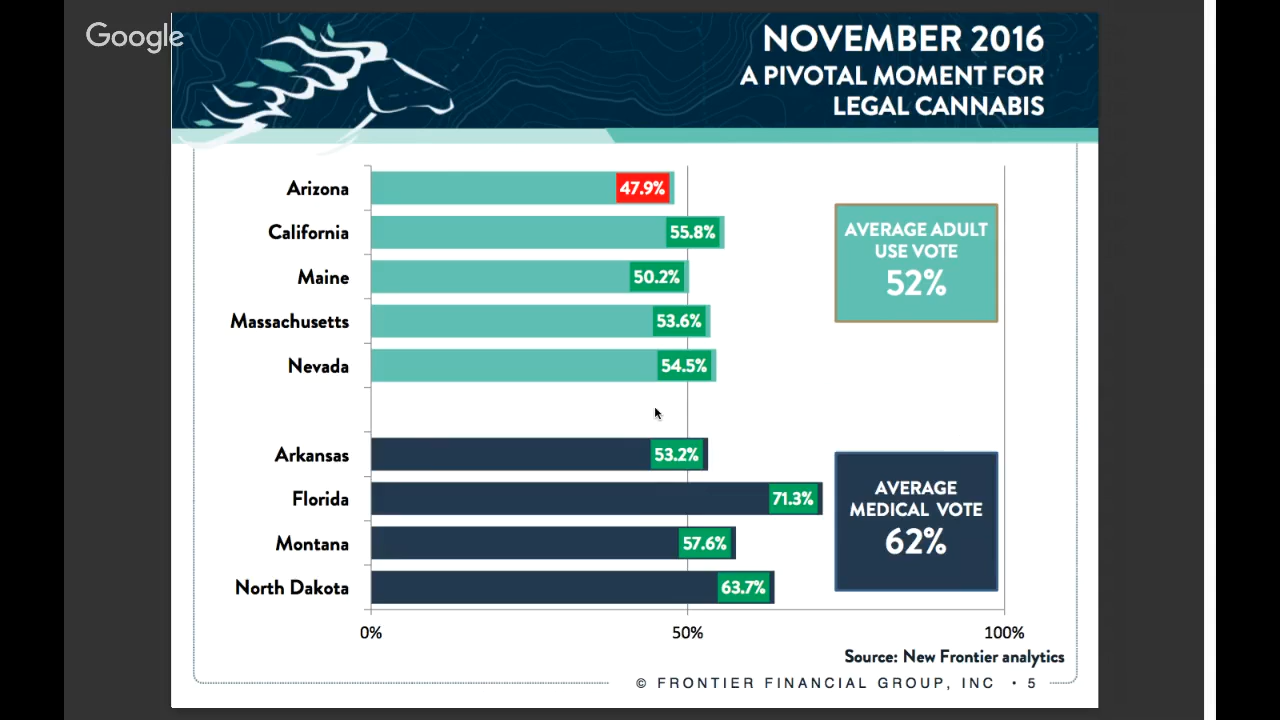 Google
NOVEMBER 2016
A PIVOTAL MOMENT FOR
LEGAL CANNABIS
Arizona 47.9%
California 55.8%
Maine 50.2%
Massachusetts 53.6%
Nevada 54.5%
AVERAGE ADULT
USE VOTE
52%
Arkansas 53.2%
Florida 71.3%
Montana 57.6%
North Dakota 63.7%
AVERAGE
MEDICAL VOTE
62%
0% 50% 100%
Source: New Frontier analytics
© FRONTIER FINANCIAL GROUP, INC • 5